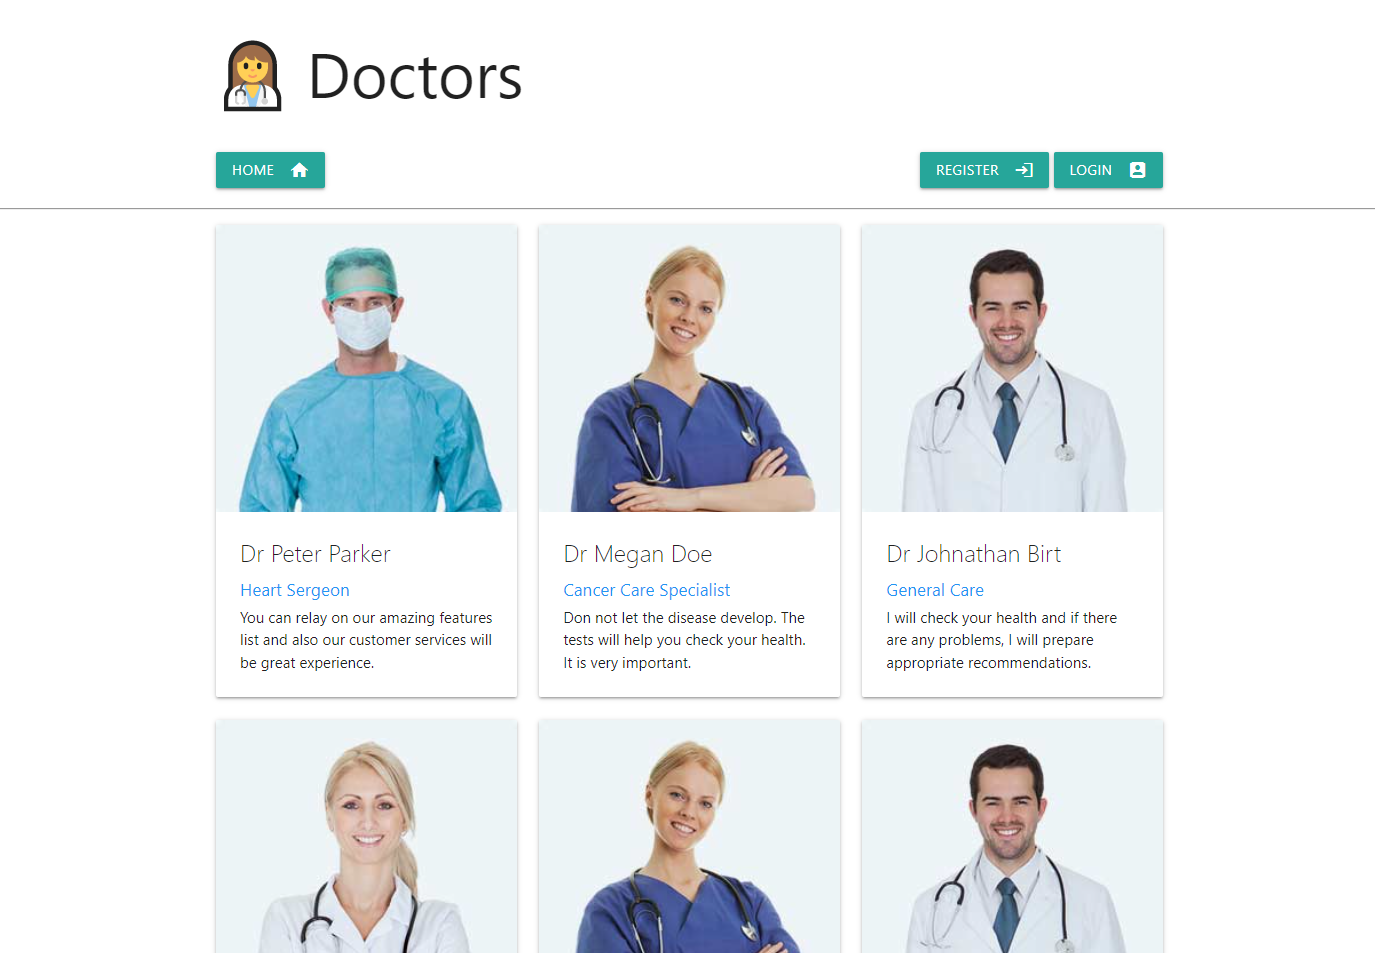 Doctors
HOME
REGISTER
LOGIN
Dr Peter Parker
Heart Sergeon
You can relay on our amazing features
list and also our customer services will
be great experience.
Dr Megan Doe
Cancer Care Specialist
Don not let the disease develop. The
tests will help you check your health.
It is very important.
Dr Johnathan Birt
General Care
I will check your health and if there
are any problems, I will prepare
appropriate recommendations.